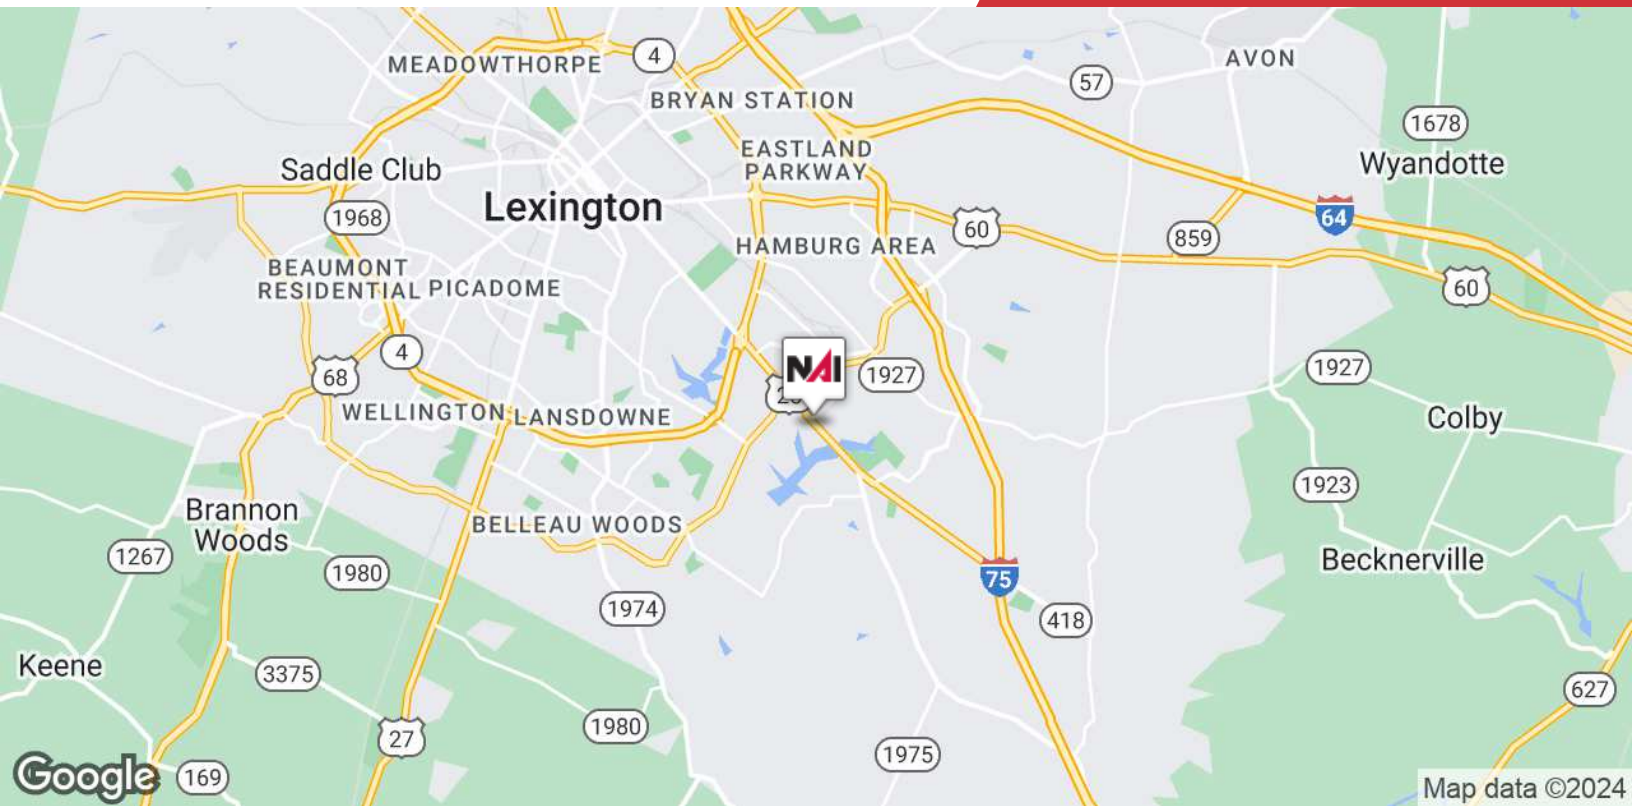 MEADOWTHORPE
4
AVON
57
BRYAN STATION
1678
EASTLAND
PARKWAY
Wyandotte
Saddle Club
Lexington
1968
64
60
859
HAMBURG AREA
BEAUMONT
RESIDENTIAL
PICADOME
60
4
NAI
1927
1927
68
WELLINGTON
LANSDOWNE
Colby
1923
Brannon
Woods
BELLEAU WOODS
1267
Becknerville
1980
75
1974
418
Keene
3375
627
1980
27
1975
Google
169
Map data ©2024